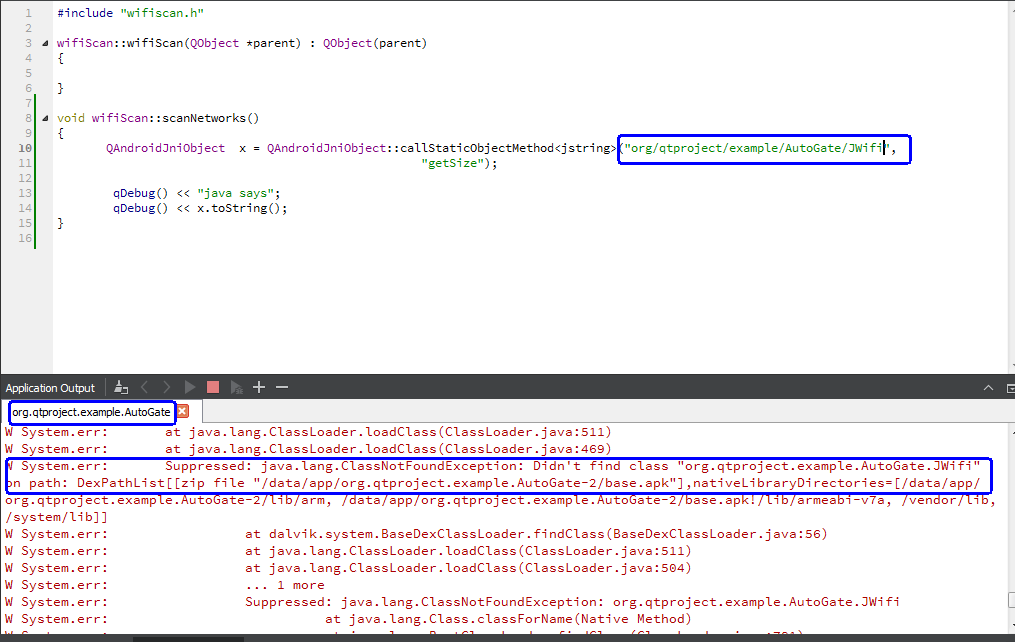 1 #include "wifiscan.h"
2
3 wifiScan::wifiScan(QObject *parent) : QObject(parent)
4 {
5
6 }
7
8 void wifiScan::scanNetworks()
9 {
10 QAndroidJniObject x = QAndroidJniObject::callStaticObjectMethod<jstring>("org/qtproject/example/AutoGate/JWifi",
11 "getSize");
12
13 qDebug() << "java says";
14 qDebug() << x.toString();
15 }
16
Application Output
org.qtproject.example.AutoGate
W System.err: at java.lang.ClassLoader.loadClass(ClassLoader.java:511)
W System.err: at java.lang.ClassLoader.loadClass(ClassLoader.java:469)
W System.err: Suppressed: java.lang.ClassNotFoundException: Didn't find class "org.qtproject.example.AutoGate.JWifi"
on path: DexPathList[[zip file "/data/app/org.qtproject.example.AutoGate-2/base.apk"],nativeLibraryDirectories=[/data/app/
org.qtproject.example.AutoGate-2/lib/arm, /data/app/org.qtproject.example.AutoGate-2/base.apk!/lib/armeabi-v7a, /vendor/lib,
/system/lib]]
W System.err: at dalvik.system.BaseDexClassLoader.findClass(BaseDexClassLoader.java:56)
W System.err: at java.lang.ClassLoader.loadClass(ClassLoader.java:511)
W System.err: at java.lang.ClassLoader.loadClass(ClassLoader.java:504)
W System.err: ... 1 more
W System.err: Suppressed: java.lang.ClassNotFoundException: org.qtproject.example.AutoGate.JWifi
W System.err: at java.lang.Class.classForName(Native Method)